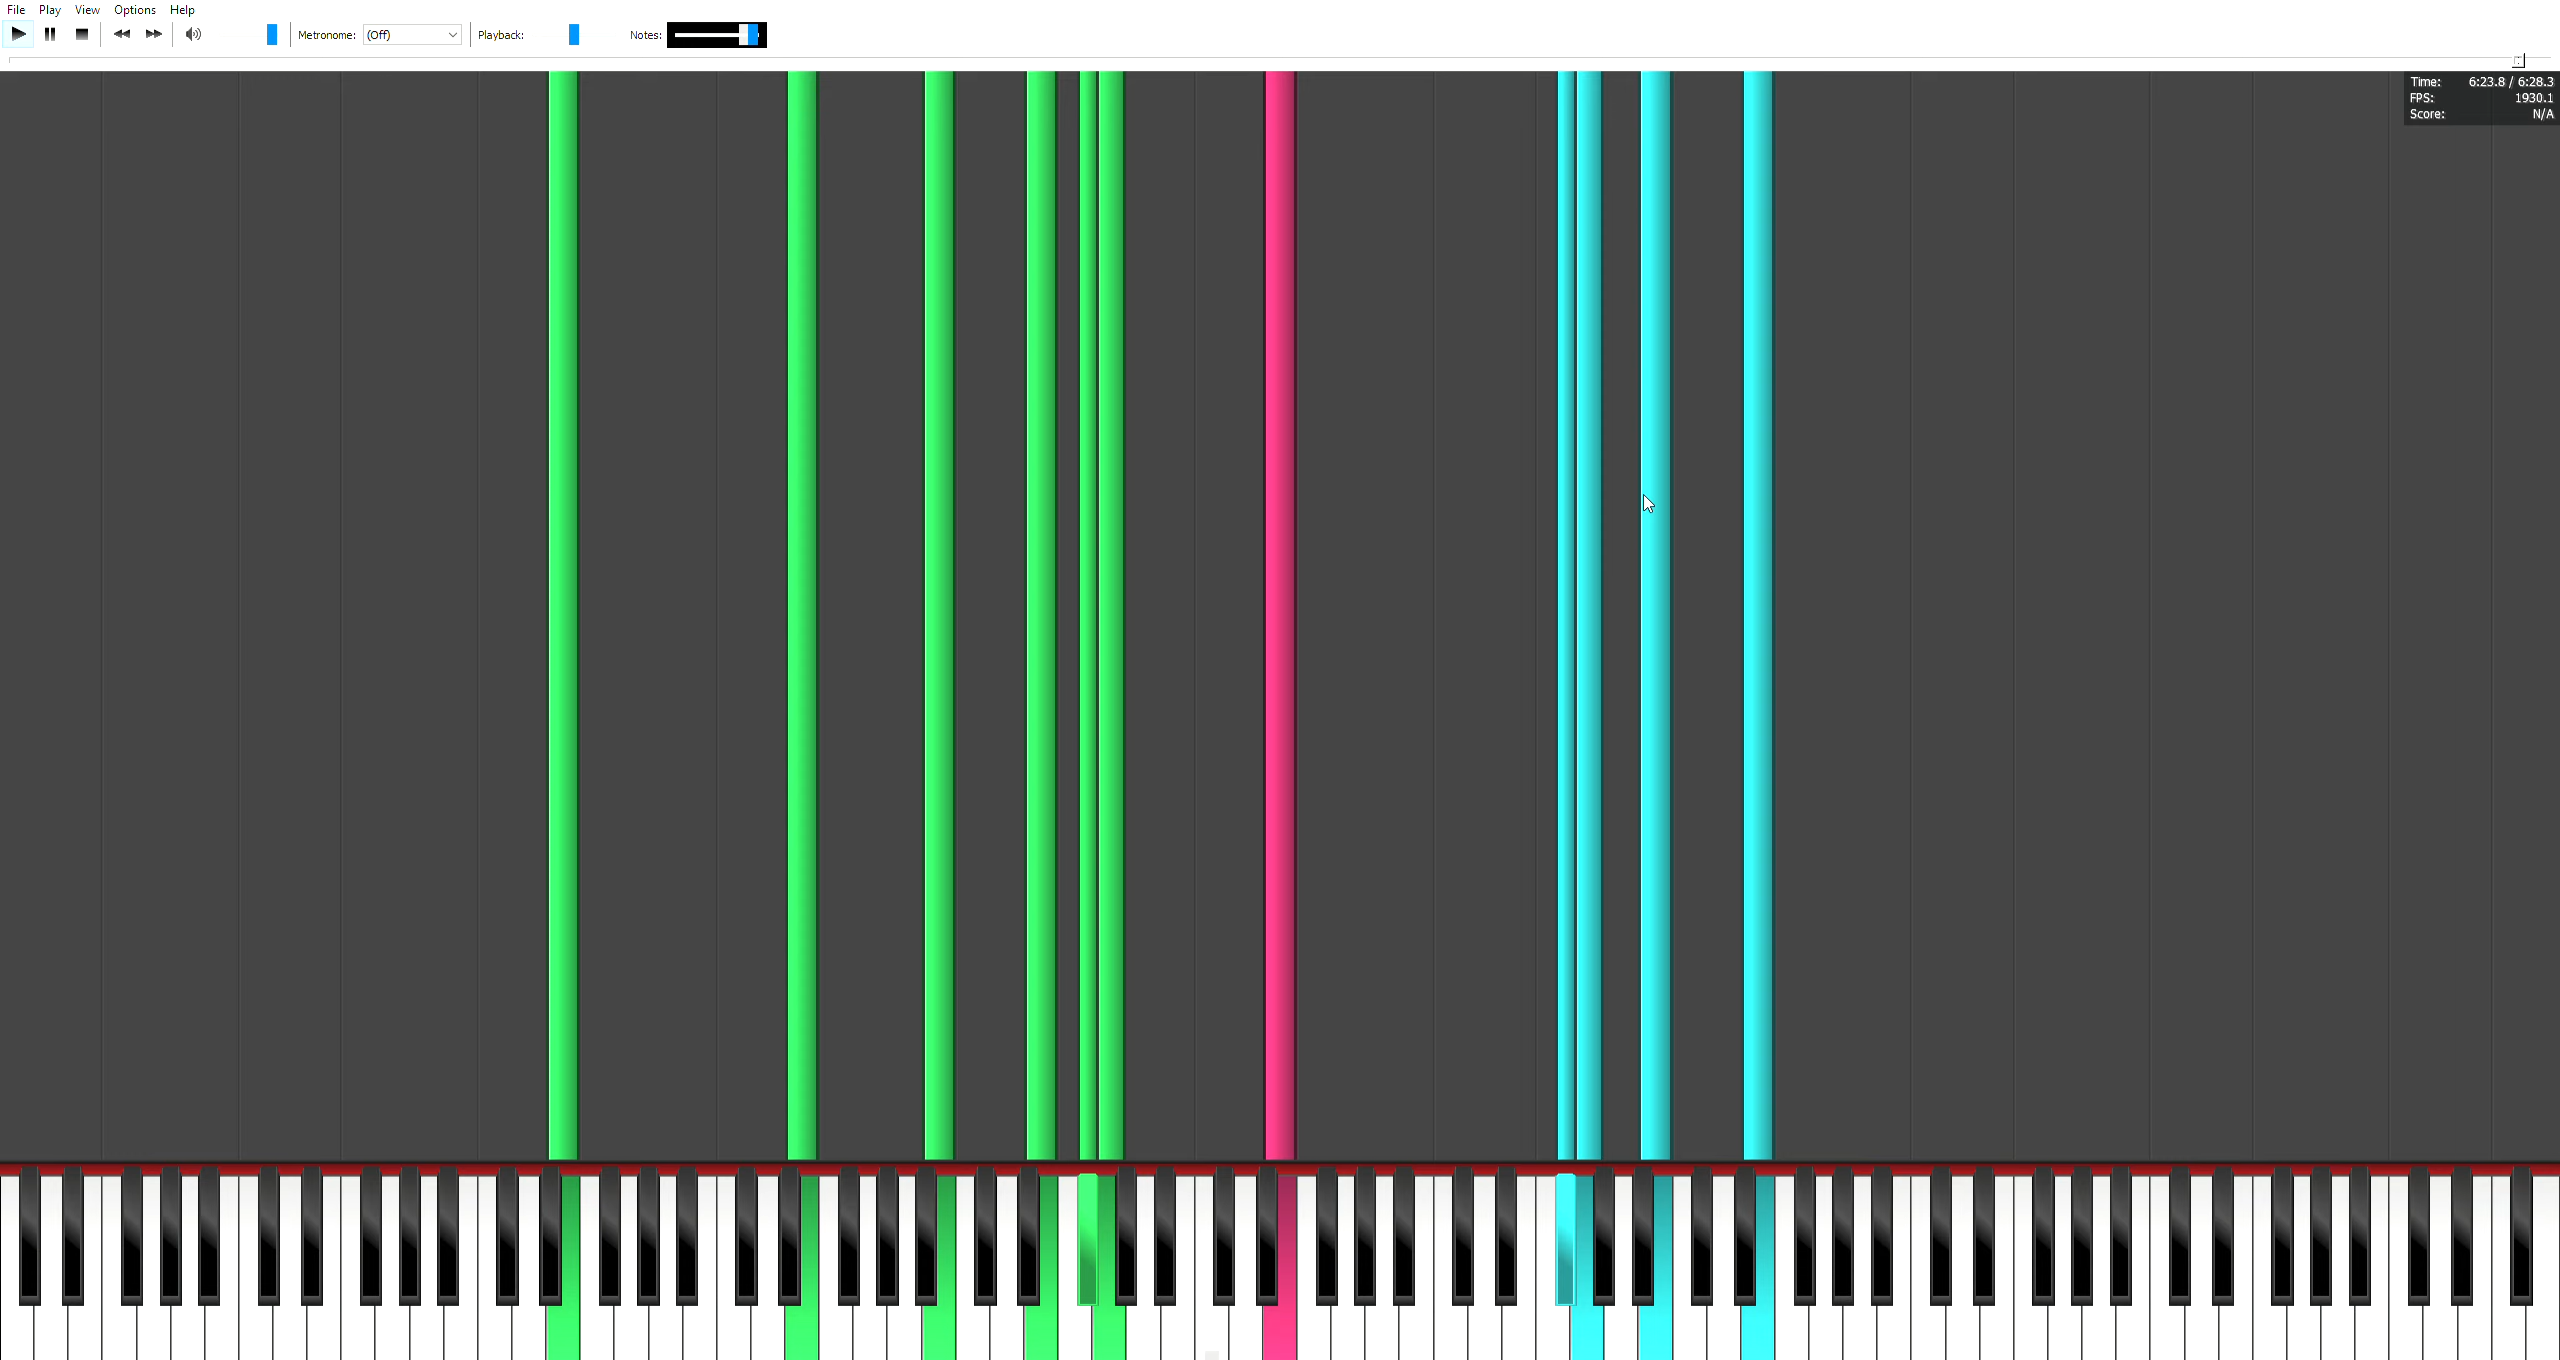 File Play View Options Help
Metronome: (Off) Playback: Notes:
Time: 6:23.8 / 6:28.3
FPS: 1930.1
Score: N/A